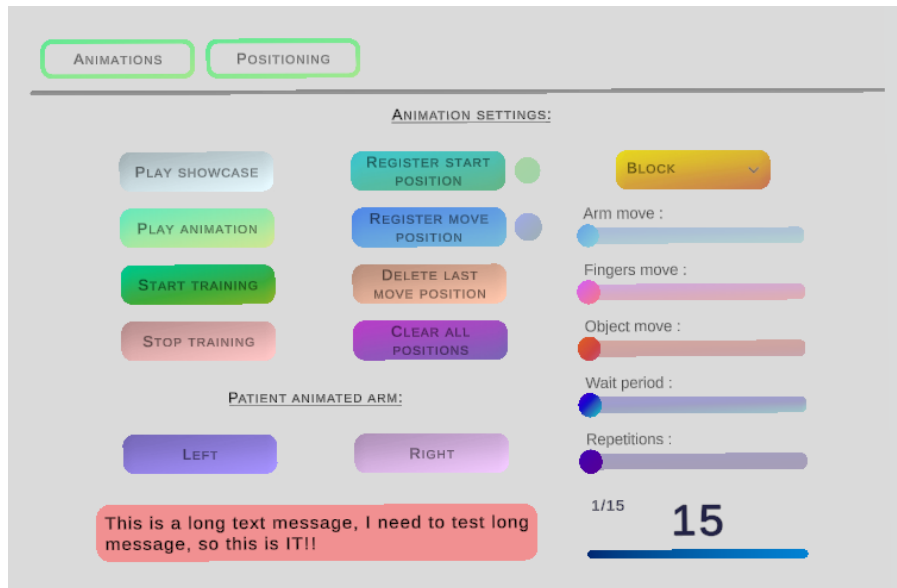 ANIMATIONS
POSITIONING
ANIMATION SETTINGS:
PLAY SHOWCASE
PLAY ANIMATION
START TRAINING
STOP TRAINING
REGISTER START
POSITION
REGISTER MOVE
POSITION
DELETE LAST
MOVE POSITION
CLEAR ALL
POSITIONS
BLOCK
Arm move :
Fingers move :
Object move :
Wait period :
Repetitions :
PATIENT ANIMATED ARM:
LEFT
RIGHT
This is a long text message, I need to test long
message, so this is IT!!
1/15
15